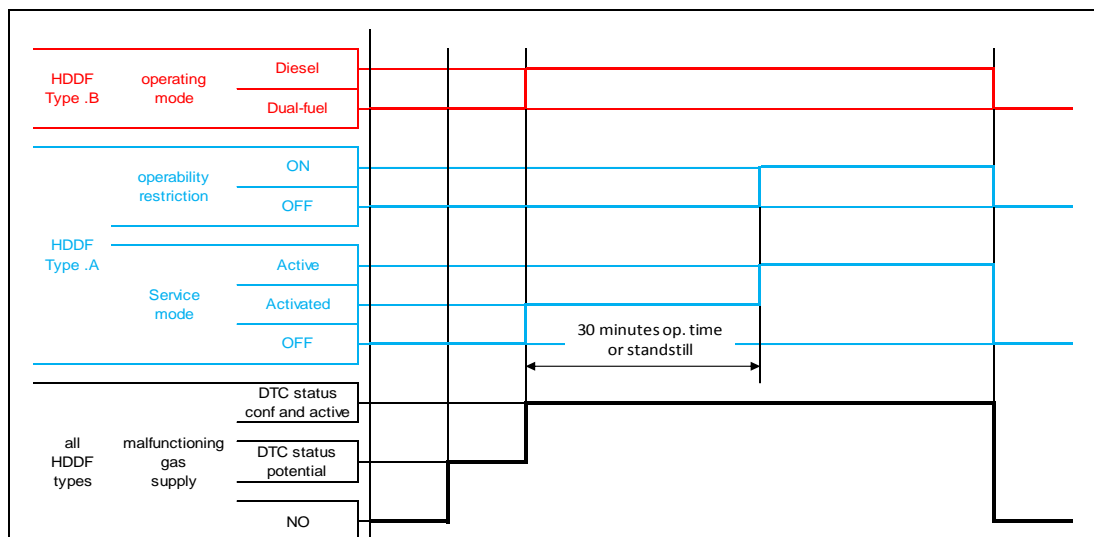 HDDF
Type .B
operating
mode
Diesel
Dual-fuel
HDDF
Type .A
operability
restriction
ON
OFF
Service
mode
Active
Activated
OFF
30 minutes op. time
or standstill
all
HDDF
types
malfunctioning
gas
supply
DTC status
conf and active
DTC status
potential
NO